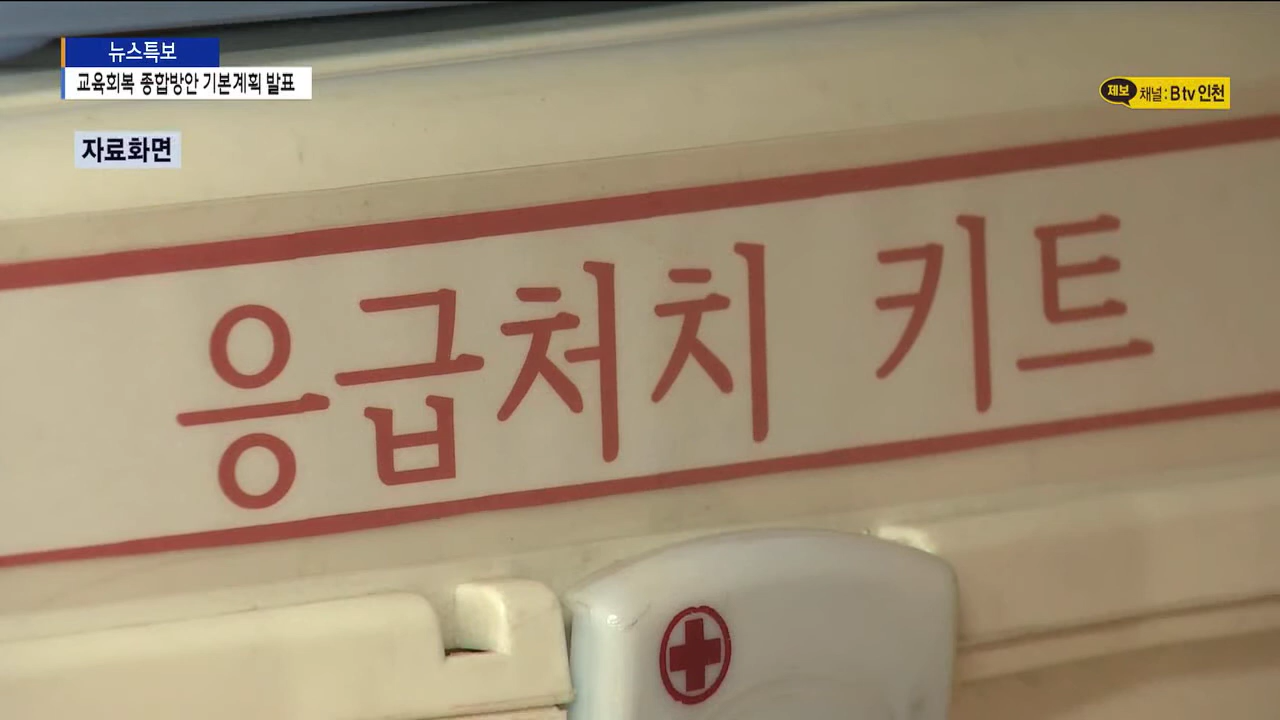 뉴스특보
교육회복 종합방안 기본계획 발표
제보 채널 : B tv 인천
자료화면
응급처치 키트